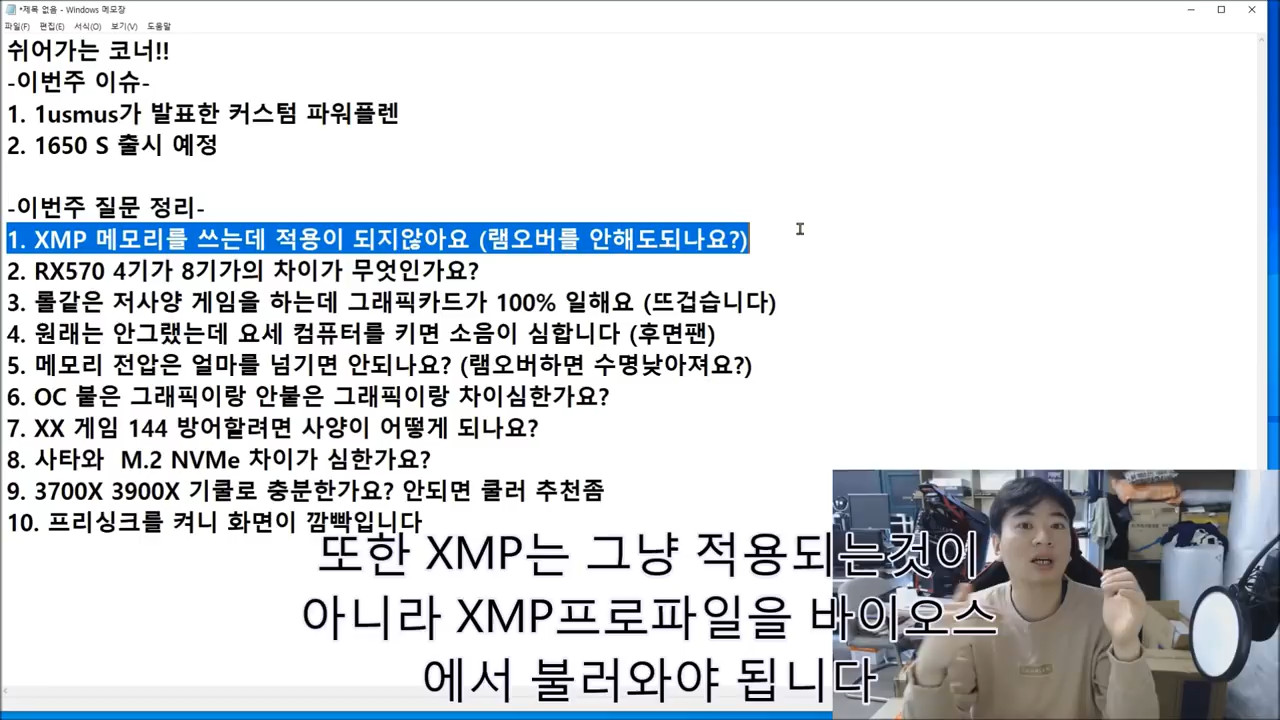 *제목 없음 - Windows 메모장
파일(F) 편집(E) 서식(O) 보기(V) 도움말
쉬어가는 코너!!
-이번주 이슈-
1. 1usmus가 발표한 커스텀 파워플렌
2. 1650 S 출시 예정
-이번주 질문 정리-
1. XMP 메모리를 쓰는데 적용이 되지않아요 (램오버를 안해도되나요?)
2. RX570 4기가 8기가의 차이가 무엇인가요?
3. 롤같은 저사양 게임을 하는데 그래픽카드가 100% 일해요 (뜨겁습니다)
4. 원래는 안그랬는데 요세 컴퓨터를 키면 소음이 심합니다 (후면팬)
5. 메모리 전압은 얼마를 넘기면 안되나요? (램오버하면 수명낮아져요?)
6. OC 붙은 그래픽이랑 안붙은 그래픽이랑 차이심한가요?
7. XX 게임 144 방어할려면 사양이 어떻게 되나요?
8. 사타와  M.2 NVMe 차이가 심한가요?
9. 3700X 3900X 기쿨로 충분한가요? 안되면 쿨러 추천좀
10. 프리싱크를 켜니 화면이 깜빡입니다
또한 XMP는 그냥 적용되는것이
아니라 XMP프로파일을 바이오스
에서 불러와야 됩니다